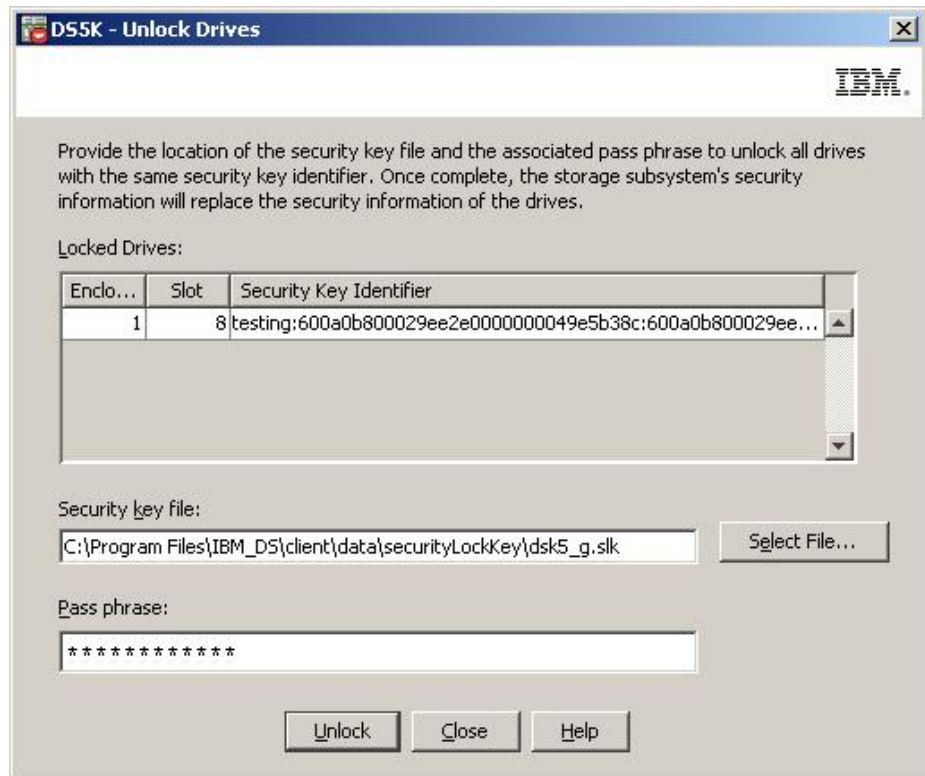 DS5K - Unlock Drives
IBM.
Provide the location of the security key file and the associated pass phrase to unlock all drives
with the same security key identifier. Once complete, the storage subsystem's security
information will replace the security information of the drives.
Locked Drives:
Enclo... Slot Security Key Identifier
1 8 testing:600a0b800029ee2e0000000049e5b38c:600a0b800029ee...
Security key file:
C:\Program Files\IBM_DS\client\data\securityLockKey\dsk5_g.slk Select File...
Pass phrase:
************
Unlock Close Help